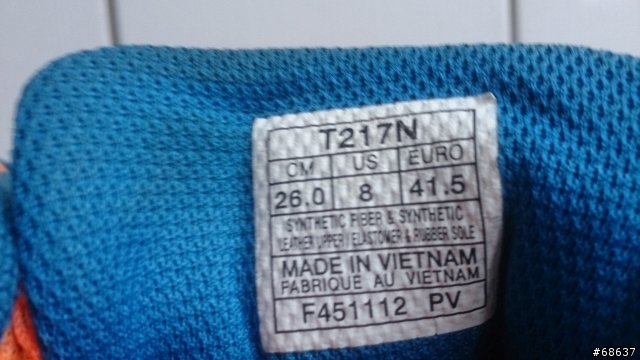 T217N
CM US EURO
26.0 8 41.5
SYNTHETIC FIBER & SYNTHETIC
LEATHER UPPER / ELASTOMER & RUBBER SOLE
MADE IN VIETNAM
FABRIQUE AU VIETNAM
F451112 PV
#68637